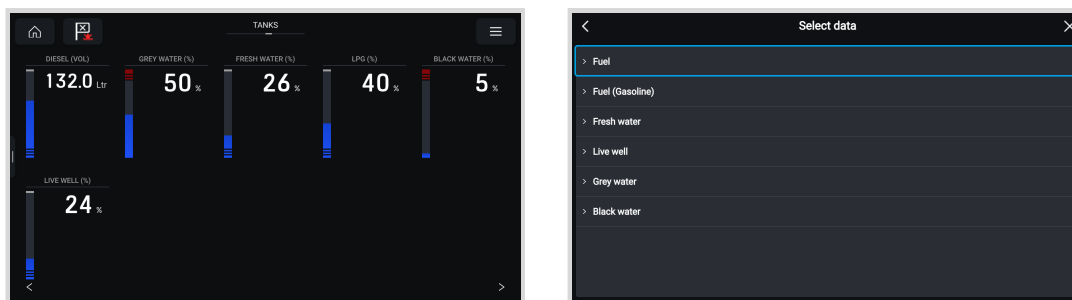 TANKS
DIESEL (VOL)
132.0 Ltr
GREY WATER (%)
50 %
FRESH WATER (%)
26 %
LPG (%)
40 %
BLACK WATER (%)
5 %
LIVE WELL (%)
24 %
Select data
Fuel
Fuel (Gasoline)
Fresh water
Live well
Grey water
Black water